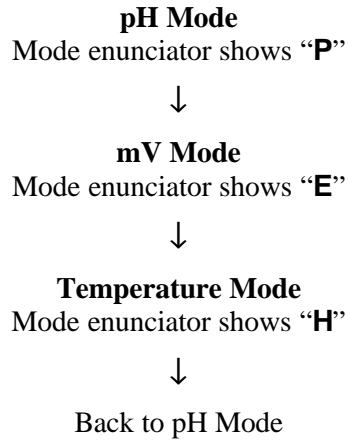 pH Mode
Mode enunciator shows “P”
↓
mV Mode
Mode enunciator shows “E”
↓
Temperature Mode
Mode enunciator shows “H”
↓
Back to pH Mode